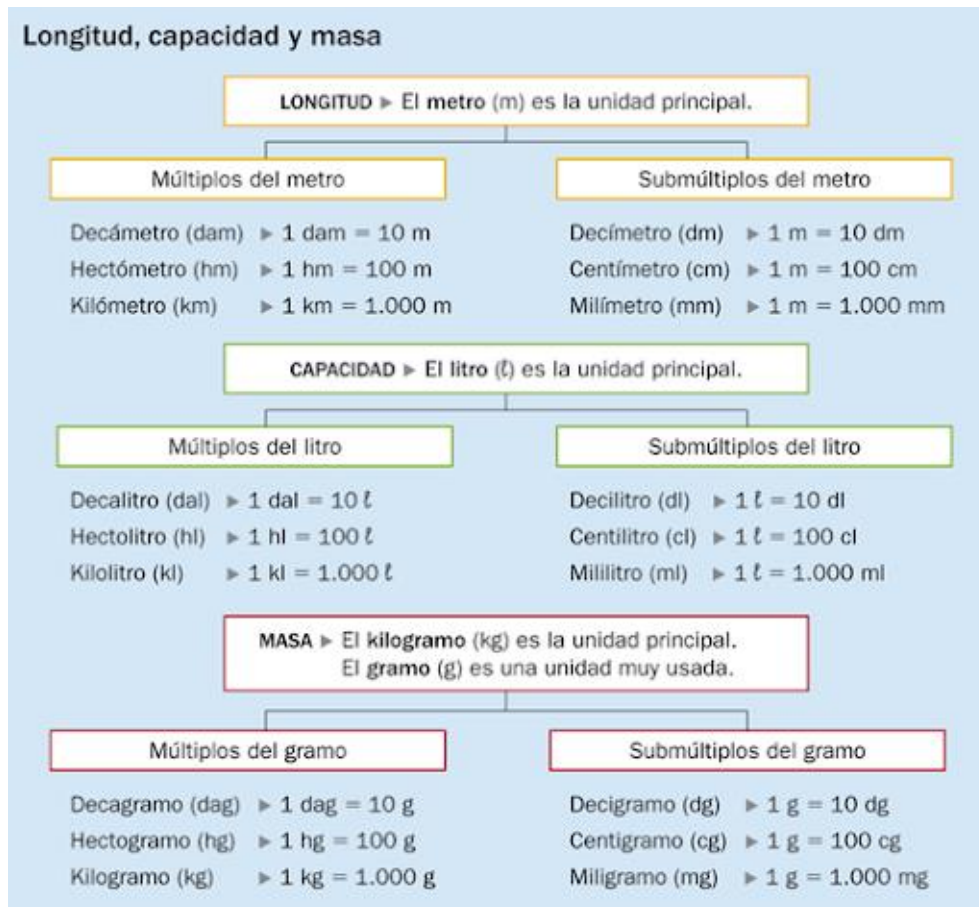 Longitud, capacidad y masa
LONGITUD ▶ El metro (m) es la unidad principal.
Múltiplos del metro
Decámetro (dam) ▶ 1 dam = 10 m
Hectómetro (hm) ▶ 1 hm = 100 m
Kilómetro (km) ▶ 1 km = 1.000 m
Submúltiplos del metro
Decímetro (dm) ▶ 1 m = 10 dm
Centímetro (cm) ▶ 1 m = 100 cm
Milímetro (mm) ▶ 1 m = 1.000 mm
CAPACIDAD ▶ El litro (ℓ) es la unidad principal.
Múltiplos del litro
Decalitro (dal) ▶ 1 dal = 10 ℓ
Hectolitro (hl) ▶ 1 hl = 100 ℓ
Kilolitro (kl) ▶ 1 kl = 1.000 ℓ
Submúltiplos del litro
Decilitro (dl) ▶ 1 ℓ = 10 dl
Centilitro (cl) ▶ 1 ℓ = 100 cl
Mililitro (ml) ▶ 1 ℓ = 1.000 ml
MASA ▶ El kilogramo (kg) es la unidad principal.
El gramo (g) es una unidad muy usada.
Múltiplos del gramo
Decagramo (dag) ▶ 1 dag = 10 g
Hectogramo (hg) ▶ 1 hg = 100 g
Kilogramo (kg) ▶ 1 kg = 1.000 g
Submúltiplos del gramo
Decigramo (dg) ▶ 1 g = 10 dg
Centigramo (cg) ▶ 1 g = 100 cg
Miligramo (mg) ▶ 1 g = 1.000 mg